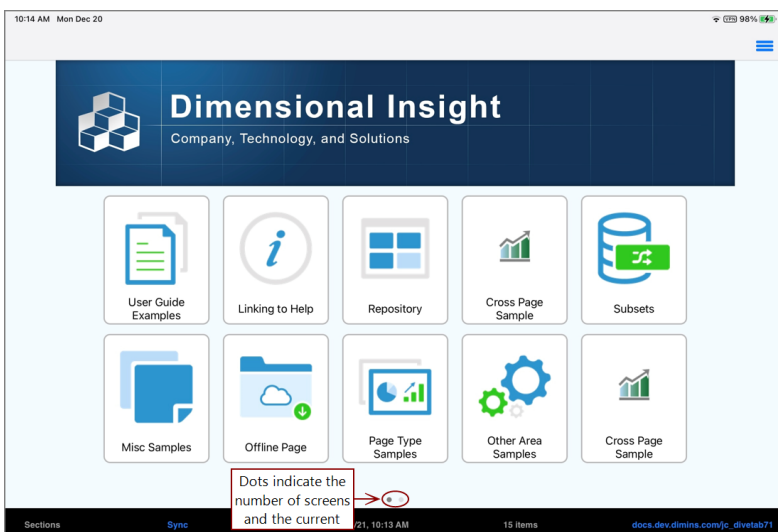 10:14 AM Mon Dec 20
VPN 98%
Dimensional Insight
Company, Technology, and Solutions
User Guide
Examples
Linking to Help
Repository
Cross Page
Sample
Subsets
Misc Samples
Offline Page
Page Type
Samples
Other Area
Samples
Cross Page
Sample
Dots indicate the
number of screens
and the current
Sections
Sync
/21, 10:13 AM
15 items
docs.dev.dimins.com/jc_divetab71